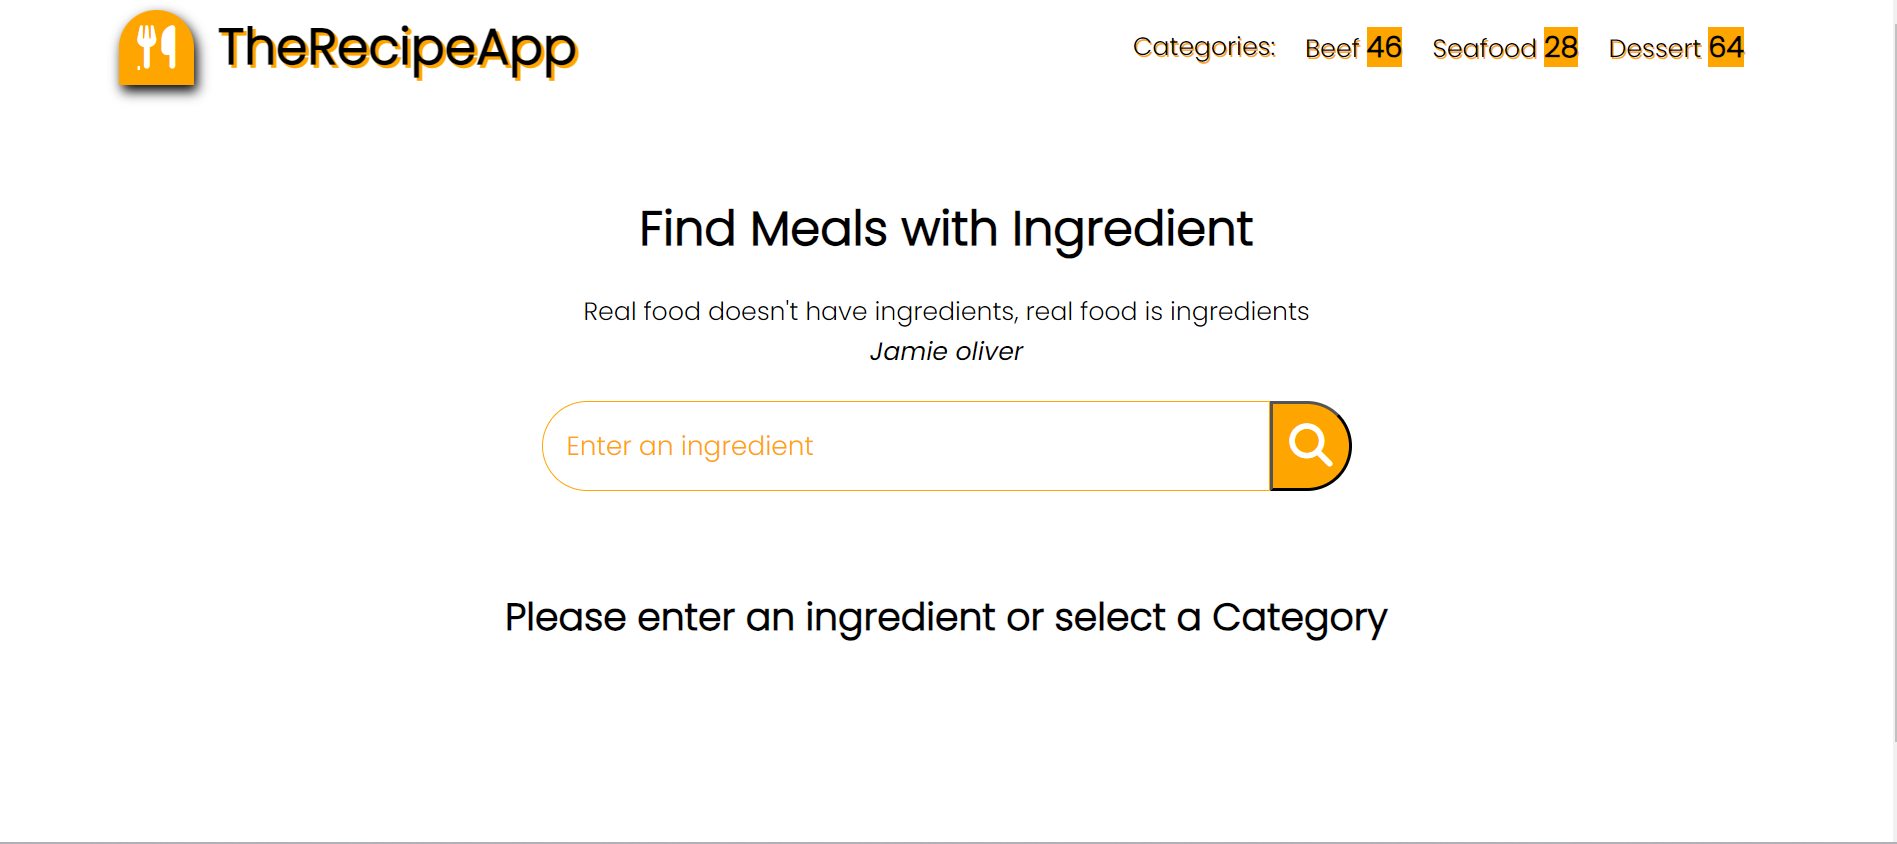 TheRecipeApp
Categories: Beef 46 Seafood 28 Dessert 64
Find Meals with Ingredient
Real food doesn't have ingredients, real food is ingredients
Jamie oliver
Enter an ingredient
Please enter an ingredient or select a Category